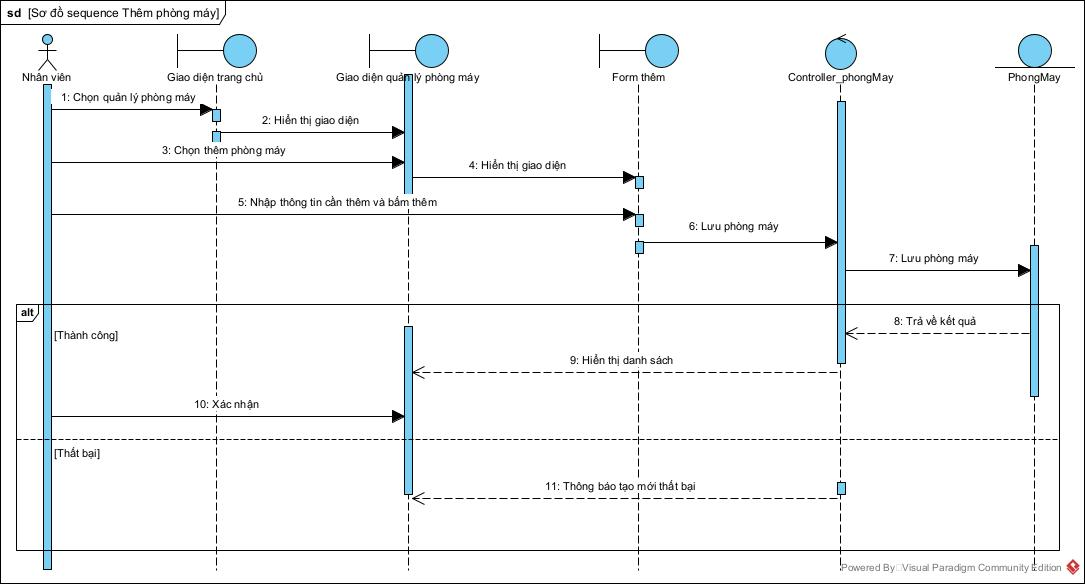 sd [Sơ đồ sequence Thêm phòng máy]
Nhân viên
Giao diện trang chủ
Giao diện quản lý phòng máy
Form thêm
Controller_phongMay
PhongMay
1: Chọn quản lý phòng máy
2: Hiển thị giao diện
3: Chọn thêm phòng máy
4: Hiển thị giao diện
5: Nhập thông tin cần thêm và bấm thêm
6: Lưu phòng máy
7: Lưu phòng máy
alt
8: Trả về kết quả
[Thành công]
9: Hiển thị danh sách
10: Xác nhận
[Thất bại]
11: Thông báo tạo mới thất bại
Powered By Visual Paradigm Community Edition